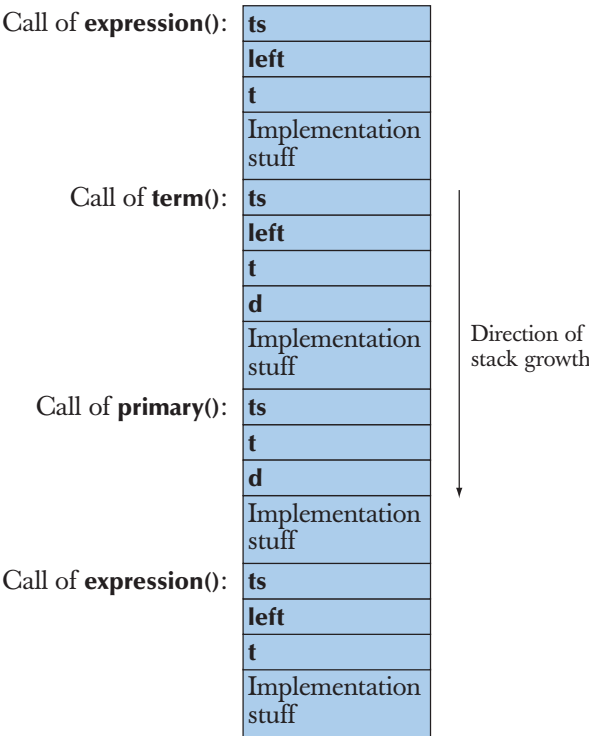 Call of expression(): ts
left
t
Implementation
stuff
Call of term(): ts
left
t
d
Implementation
stuff
Direction of
stack growth
Call of primary(): ts
t
d
Implementation
stuff
Call of expression(): ts
left
t
Implementation
stuff